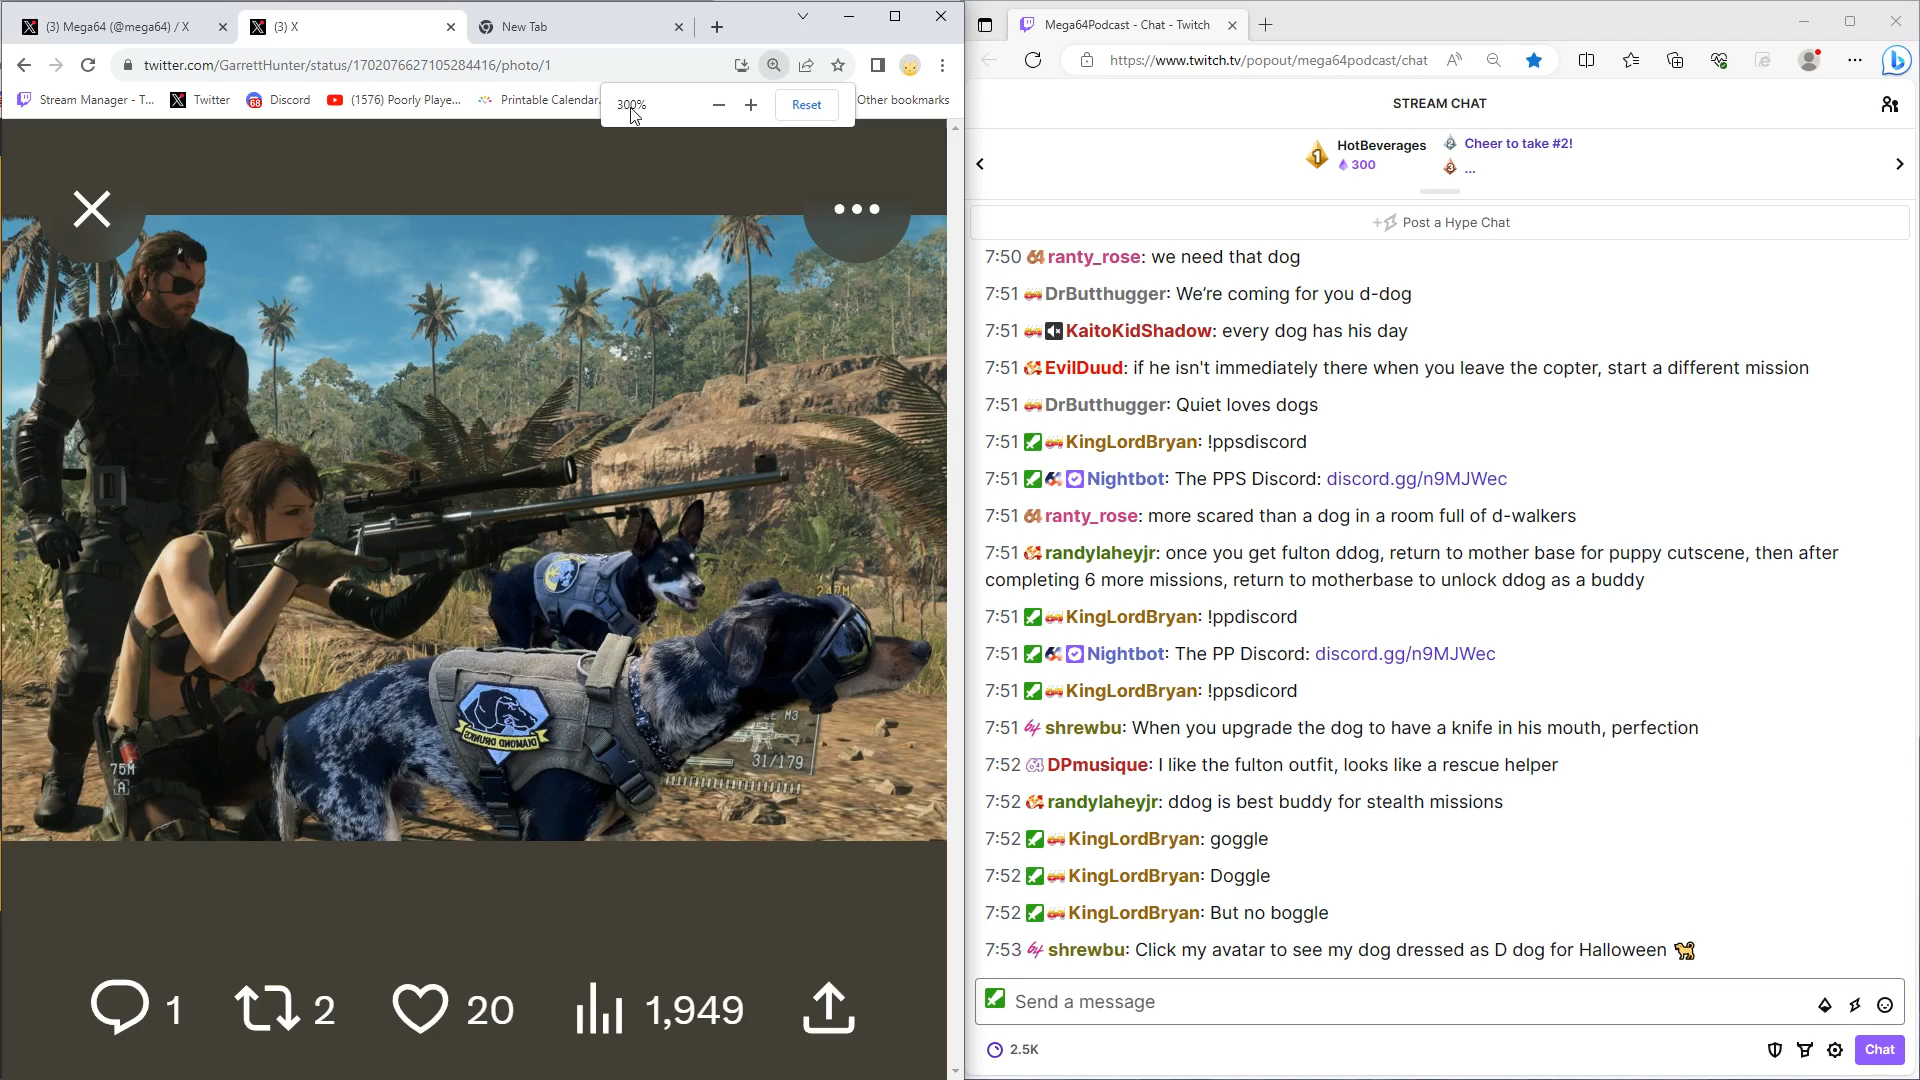 (3) Mega64 (@mega64) / X
(3) X
New Tab
twitter.com/GarrettHunter/status/1702076627105284416/photo/1
Stream Manager - T...
Twitter
Discord
(1576) Poorly Playe...
Printable Calendar.
Other bookmarks
300%
Reset
247M
DIAMOND DRUNKS
31/179
75M
[A]
1
2
20
1,949
Mega64Podcast - Chat - Twitch
https://www.twitch.tv/popout/mega64podcast/chat
STREAM CHAT
1
HotBeverages
300
2
Cheer to take #2!
3
...
Post a Hype Chat
7:50 ranty_rose: we need that dog
7:51 DrButthugger: We're coming for you d-dog
7:51 KaitoKidShadow: every dog has his day
7:51 EvilDuud: if he isn't immediately there when you leave the copter, start a different mission
7:51 DrButthugger: Quiet loves dogs
7:51 KingLordBryan: !ppsdiscord
7:51 Nightbot: The PPS Discord: discord.gg/n9MJWec
7:51 ranty_rose: more scared than a dog in a room full of d-walkers
7:51 randylaheyjr: once you get fulton ddog, return to mother base for puppy cutscene, then after
completing 6 more missions, return to motherbase to unlock ddog as a buddy
7:51 KingLordBryan: !ppdiscord
7:51 Nightbot: The PP Discord: discord.gg/n9MJWec
7:51 KingLordBryan: !ppsdicord
7:51 shrewbu: When you upgrade the dog to have a knife in his mouth, perfection
7:52 DPmusique: I like the fulton outfit, looks like a rescue helper
7:52 randylaheyjr: ddog is best buddy for stealth missions
7:52 KingLordBryan: goggle
7:52 KingLordBryan: Doggle
7:52 KingLordBryan: But no boggle
7:53 shrewbu: Click my avatar to see my dog dressed as D dog for Halloween
Send a message
2.5K
Chat